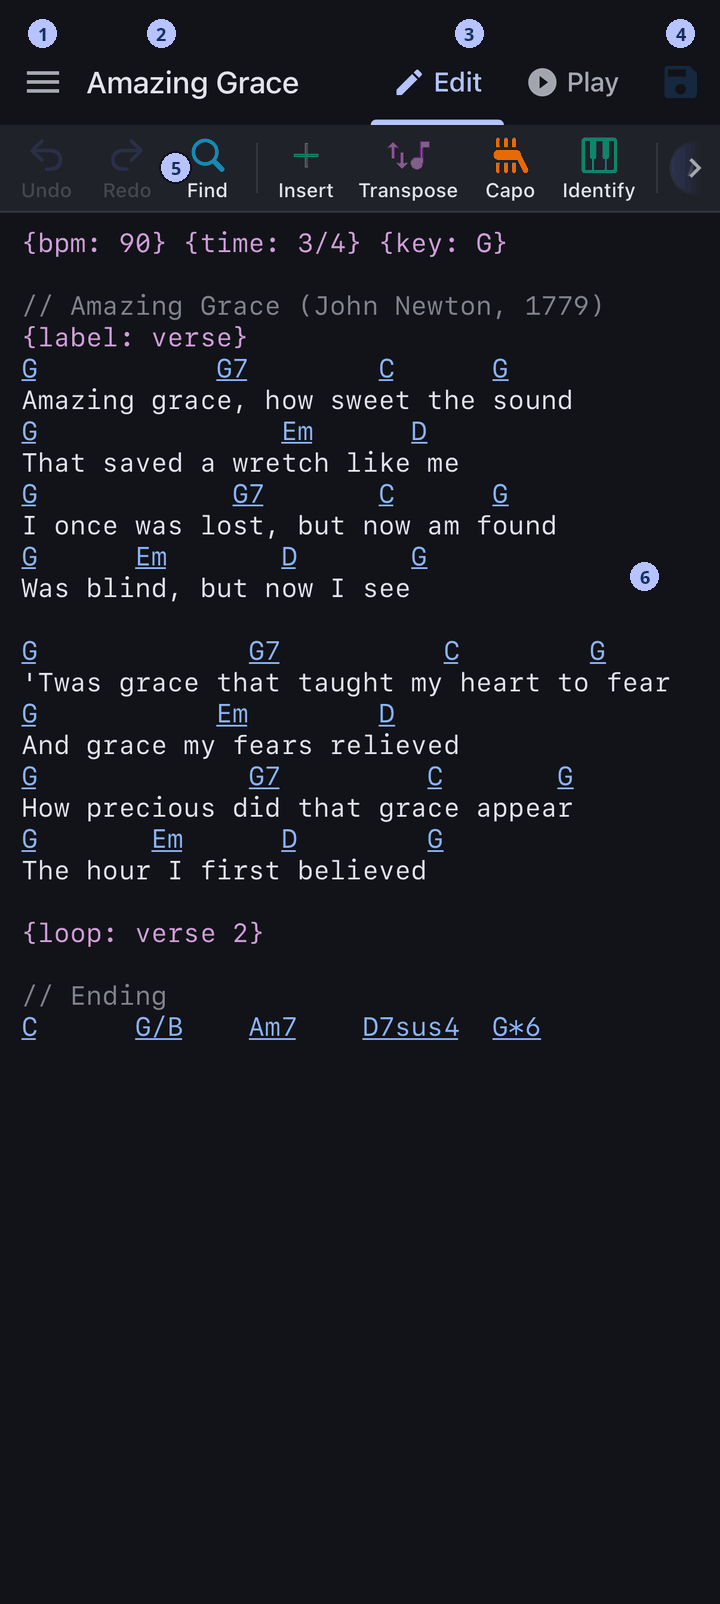 1 2 3 4
Amazing Grace Edit Play
5
Undo Redo Find Insert Transpose Capo Identify
{bpm: 90} {time: 3/4} {key: G}
// Amazing Grace (John Newton, 1779)
{label: verse}
G G7 C G
Amazing grace, how sweet the sound
G Em D
That saved a wretch like me
G G7 C G
I once was lost, but now am found
G Em D G
6
Was blind, but now I see
G G7 C G
'Twas grace that taught my heart to fear
G Em D
And grace my fears relieved
G G7 C G
How precious did that grace appear
G Em D G
The hour I first believed
{loop: verse 2}
// Ending
C G/B Am7 D7sus4 G*6